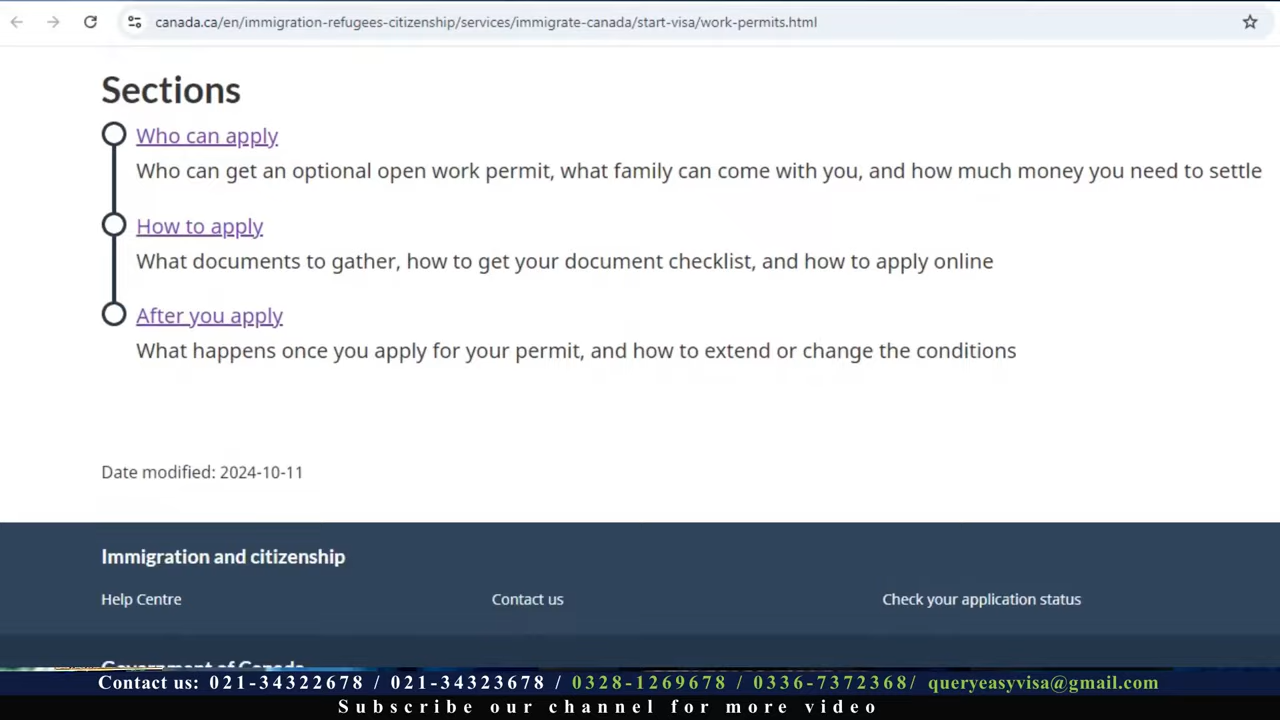 canada.ca/en/immigration-refugees-citizenship/services/immigrate-canada/start-visa/work-permits.html
Sections
Who can apply
Who can get an optional open work permit, what family can come with you, and how much money you need to settle
How to apply
What documents to gather, how to get your document checklist, and how to apply online
After you apply
What happens once you apply for your permit, and how to extend or change the conditions
Date modified: 2024-10-11
Immigration and citizenship
Help Centre Contact us Check your application status
Government of Canada
Contact us: 021-34322678 / 021-34323678 / 0328-1269678 / 0336-7372368/ queryeasyvisa@gmail.com
Subscribe our channel for more video